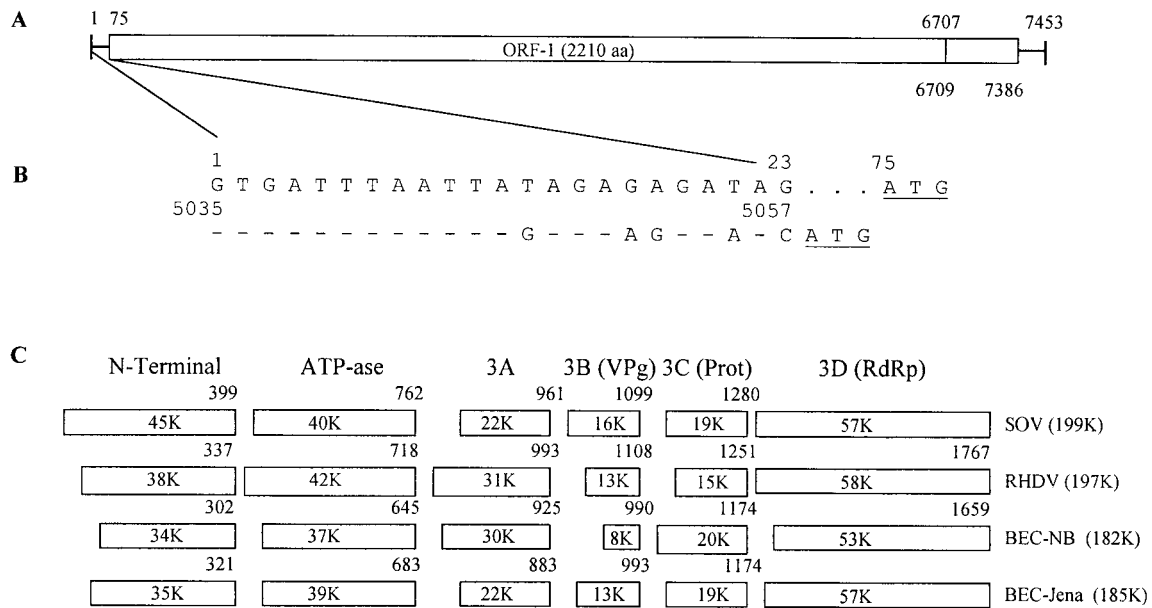 A
1 75 6707 7453
ORF-1 (2210 aa)
6709 7386
B
1 23 75
G T G A T T T A A T T A T A G A G A G A T A G . . . A T G
5035 5057
- - - - - - - - - - - - G - - - A G - - A - C A T G
C
N-Terminal ATP-ase 3A 3B (VPg) 3C (Prot) 3D (RdRp)
399 762 961 1099 1280
45K 40K 22K 16K 19K 57K SOV (199K)
337 718 993 1108 1251 1767
38K 42K 31K 13K 15K 58K RHDV (197K)
302 645 925 990 1174 1659
34K 37K 30K 8K 20K 53K BEC-NB (182K)
321 683 883 993 1174
35K 39K 22K 13K 19K 57K BEC-Jena (185K)